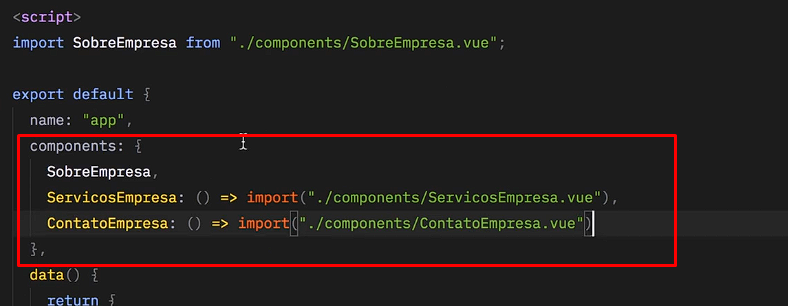 <script>
import SobreEmpresa from "./components/SobreEmpresa.vue";
export default {
name: "app",
components: {
SobreEmpresa,
ServicosEmpresa: () => import("./components/ServicosEmpresa.vue"),
ContatoEmpresa: () => import("./components/ContatoEmpresa.vue")
},
data() {
return {